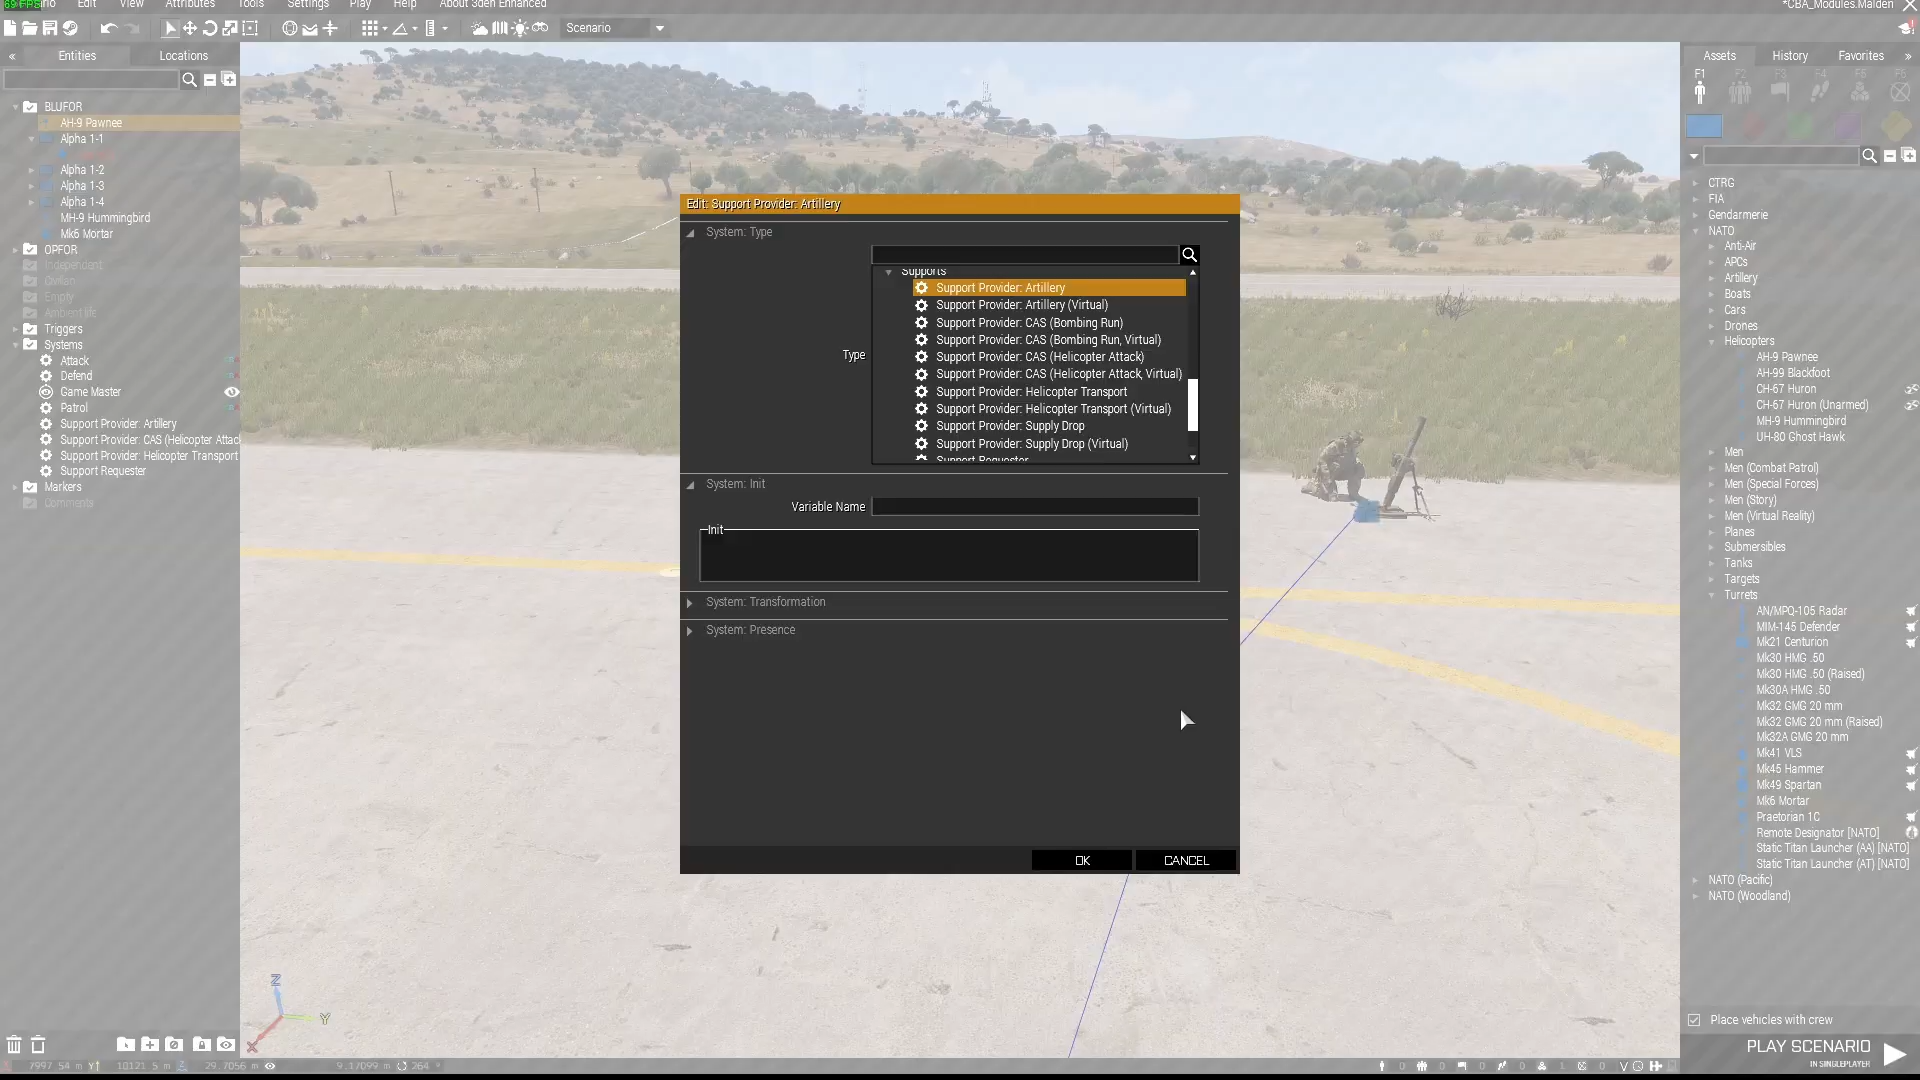 69 FPS
Edit View Attributes Tools Settings Play Help About 3den Enhanced
*CBA_Modules.Malden
Scenario
Entities
Locations
BLUFOR
AH-9 Pawnee
Alpha 1-1
Alpha 1-2
Alpha 1-3
Alpha 1-4
MH-9 Hummingbird
Mk6 Mortar
OPFOR
Independent
Civilian
Empty
Ambient life
Triggers
Systems
Attack
Defend
Game Master
Patrol
Support Provider: Artillery
Support Provider: CAS (Helicopter Attac
Support Provider: Helicopter Transport
Support Requester
Markers
Comments
Edit: Support Provider: Artillery
System: Type
Type
Supports
Support Provider: Artillery
Support Provider: Artillery (Virtual)
Support Provider: CAS (Bombing Run)
Support Provider: CAS (Bombing Run, Virtual)
Support Provider: CAS (Helicopter Attack)
Support Provider: CAS (Helicopter Attack, Virtual)
Support Provider: Helicopter Transport
Support Provider: Helicopter Transport (Virtual)
Support Provider: Supply Drop
Support Provider: Supply Drop (Virtual)
Support Requester
System: Init
Variable Name
Init
System: Transformation
System: Presence
OK
CANCEL
Assets
History
Favorites
F1 F2 F3 F4 F5 F6
CTRG
FIA
Gendarmerie
NATO
Anti-Air
APCs
Artillery
Boats
Cars
Drones
Helicopters
AH-9 Pawnee
AH-99 Blackfoot
CH-67 Huron
CH-67 Huron (Unarmed)
MH-9 Hummingbird
UH-80 Ghost Hawk
Men
Men (Combat Patrol)
Men (Special Forces)
Men (Story)
Men (Virtual Reality)
Planes
Submersibles
Tanks
Targets
Turrets
AN/MPQ-105 Radar
MIM-145 Defender
Mk21 Centurion
Mk30 HMG .50
Mk30 HMG .50 (Raised)
Mk30A HMG .50
Mk32 GMG 20 mm
Mk32 GMG 20 mm (Raised)
Mk32A GMG 20 mm
Mk41 VLS
Mk45 Hammer
Mk49 Spartan
Mk6 Mortar
Praetorian 1C
Remote Designator [NATO]
Static Titan Launcher (AA) [NATO]
Static Titan Launcher (AT) [NATO]
NATO (Pacific)
NATO (Woodland)
Place vehicles with crew
PLAY SCENARIO
IN SINGLEPLAYER
Z
Y
X